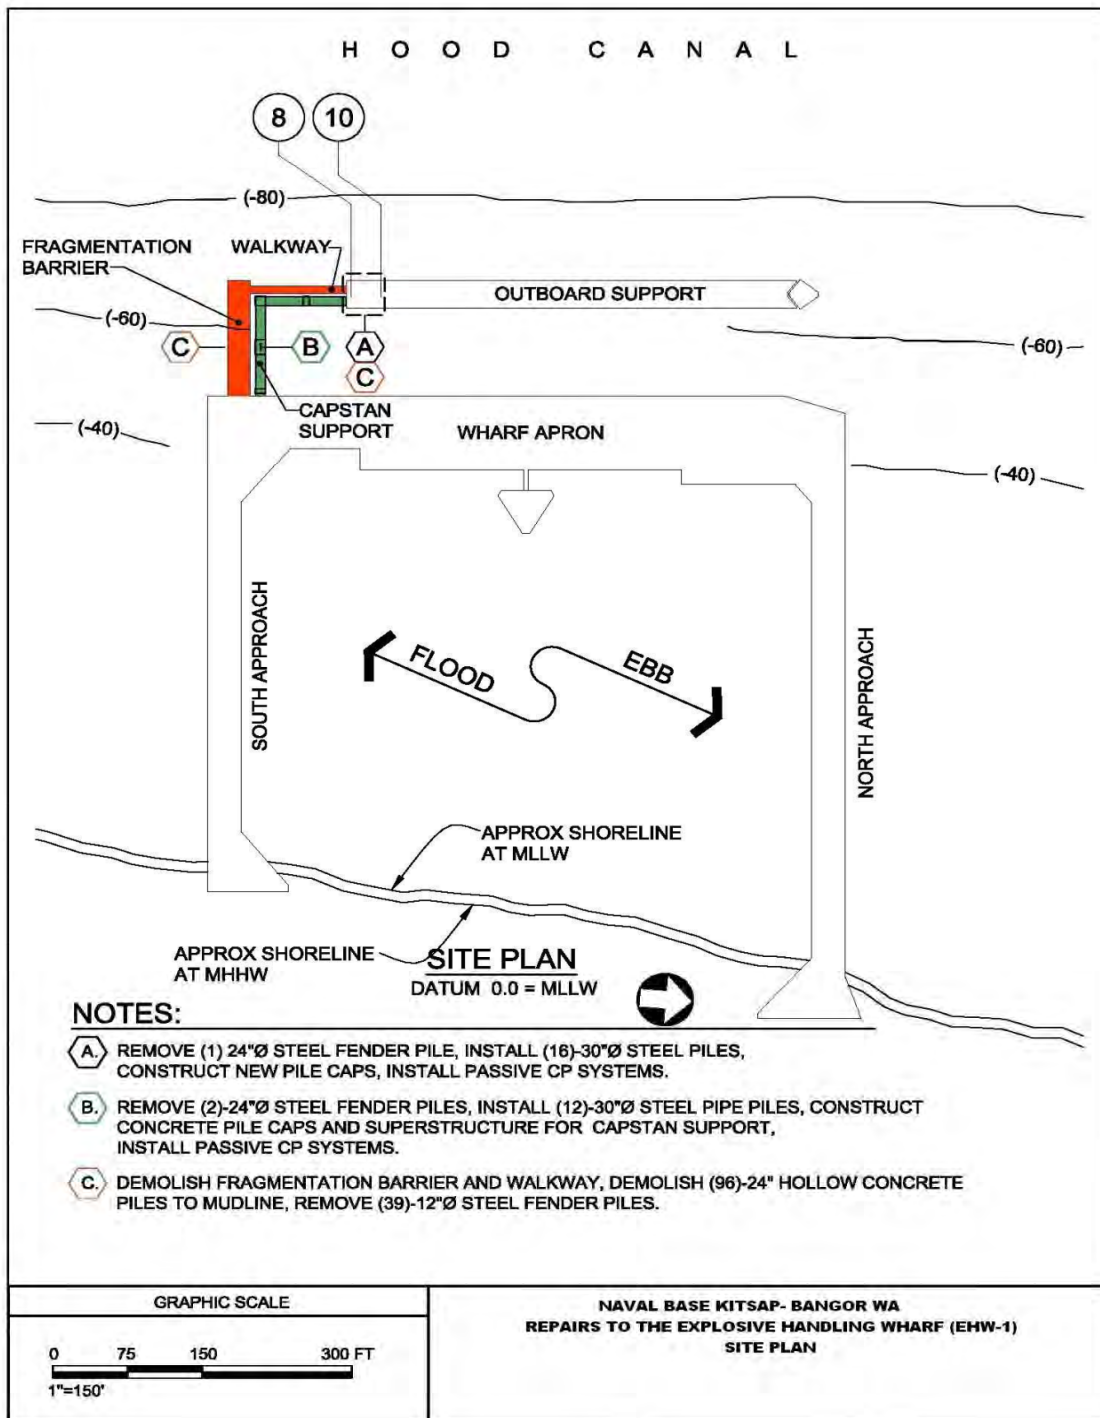 HOOD CANAL
8 10
(-80)
FRAGMENTATION
BARRIER
WALKWAY
OUTBOARD SUPPORT
(-60)
(-60)
C
B
A
C
CAPSTAN
SUPPORT
(-40)
WHARF APRON
(-40)
SOUTH APPROACH
FLOOD
EBB
NORTH APPROACH
APPROX SHORELINE
AT MLLW
APPROX SHORELINE
AT MHHW
SITE PLAN
DATUM 0.0 = MLLW
NOTES:
A. REMOVE (1) 24"Ø STEEL FENDER PILE, INSTALL (16)-30"Ø STEEL PILES,
CONSTRUCT NEW PILE CAPS, INSTALL PASSIVE CP SYSTEMS.
B. REMOVE (2)-24"Ø STEEL FENDER PILES, INSTALL (12)-30"Ø STEEL PIPE PILES, CONSTRUCT
CONCRETE PILE CAPS AND SUPERSTRUCTURE FOR CAPSTAN SUPPORT,
INSTALL PASSIVE CP SYSTEMS.
C. DEMOLISH FRAGMENTATION BARRIER AND WALKWAY, DEMOLISH (96)-24" HOLLOW CONCRETE
PILES TO MUDLINE, REMOVE (39)-12"Ø STEEL FENDER PILES.
GRAPHIC SCALE
0 75 150 300 FT
1"=150'
NAVAL BASE KITSAP- BANGOR WA
REPAIRS TO THE EXPLOSIVE HANDLING WHARF (EHW-1)
SITE PLAN